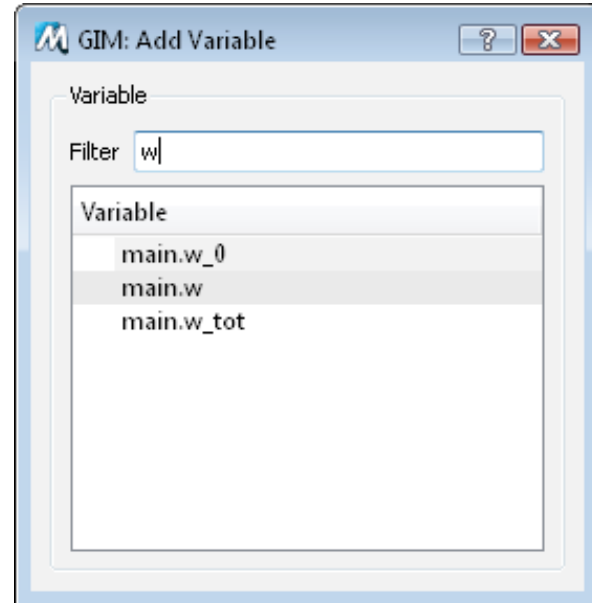 GIM: Add Variable
Variable
Filter w
Variable
main.w_0
main.w
main.w_tot